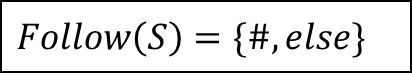 Follow(S) = {#, else}